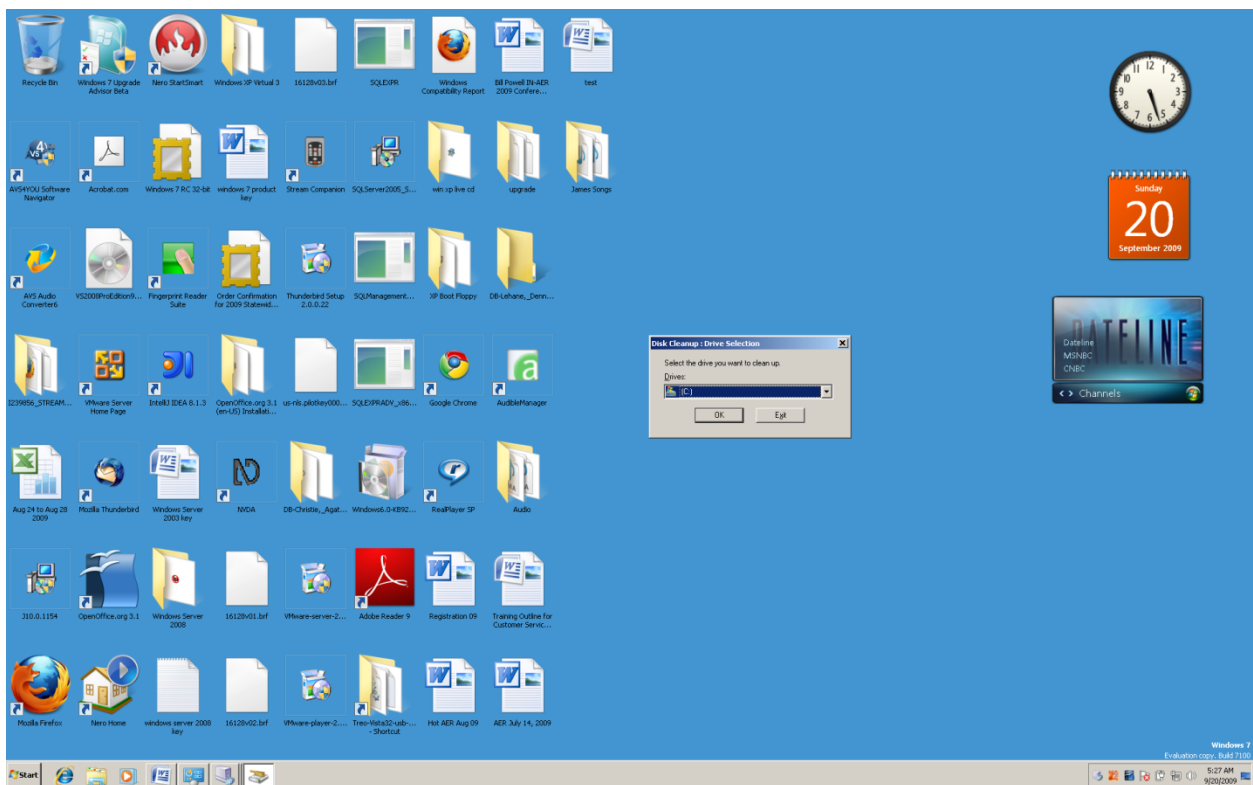 Recycle Bin
Windows 7 Upgrade
Advisor Beta
Nero StartSmart
Windows XP Virtual 3
16128v03.brf
SQLEXPR
Windows
Compatibility Report
Bill Powell IN-AER
2009 Confere...
test
AVS4YOU Software
Navigator
Acrobat.com
Windows 7 RC 32-bit
windows 7 product
key
Stream Companion
SQLServer2005_S...
win xp live cd
upgrade
James Songs
AVS Audio
Converter6
VS2008ProEdition9...
Fingerprint Reader
Suite
Order Confirmation
for 2009 Statewid...
Thunderbird Setup
2.0.0.22
SQLManagement...
XP Boot Floppy
DB-Lehane,_Denn...
I239856_STREAM...
VMware Server
Home Page
IntelliJ IDEA 8.1.3
OpenOffice.org 3.1
(en-US) Installati...
us-nls.plotkey000...
SQLEXPRADV_x86...
Google Chrome
AudibleManager
Aug 24 to Aug 28
2009
Mozilla Thunderbird
Windows Server
2003 key
NVDA
DB-Christie,_Agat...
Windows6.0-KB92...
RealPlayer SP
Audio
J10.0.1154
OpenOffice.org 3.1
Windows Server
2008
16128v01.brf
VMware-server-2...
Adobe Reader 9
Registration 09
Training Outline for
Customer Servic...
Mozilla Firefox
Nero Home
windows server 2008
key
16128v02.brf
VMware-player-2....
Treo-Vista32-usb-...
- Shortcut
Hot AER Aug 09
AER July 14, 2009
Disk Cleanup : Drive Selection
Select the drive you want to clean up.
Drives:
(C:)
OK
Exit
Sunday
20
September 2009
DATELINE
Dateline
MSNBC
CNBC
Channels
Windows 7
Evaluation copy. Build 7100
Start
5:27 AM
9/20/2009